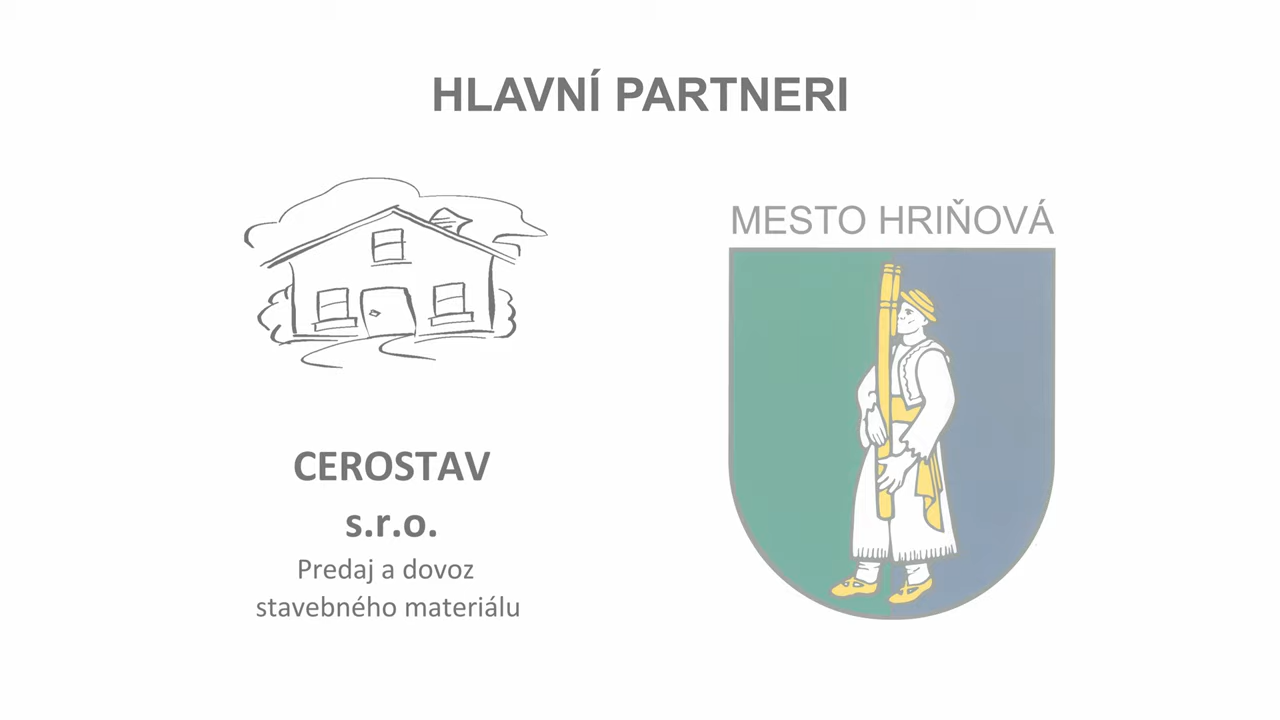 HLAVNÍ PARTNERI
CEROSTAV
s.r.o.
Predaj a dovoz
stavebného materiálu
MESTO HRIŇOVÁ